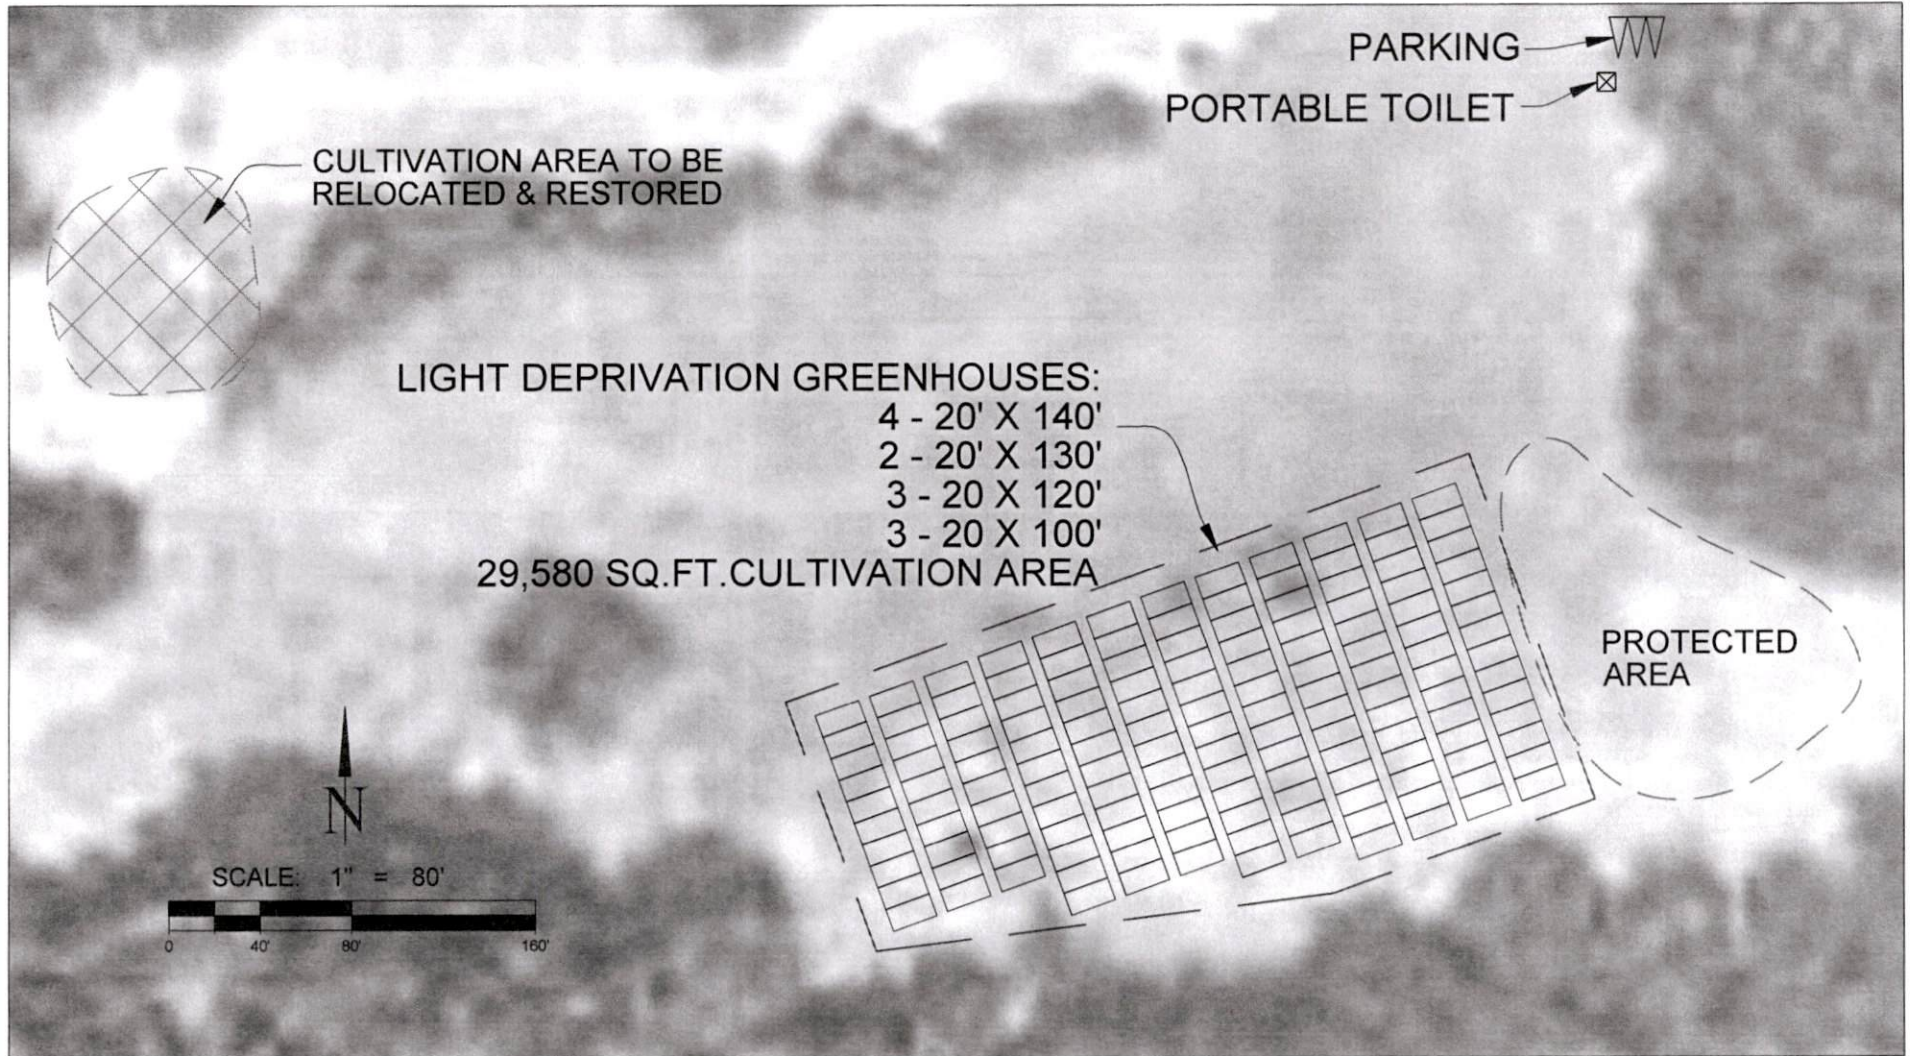 PARKING
PORTABLE TOILET
CULTIVATION AREA TO BE
RELOCATED & RESTORED
LIGHT DEPRIVATION GREENHOUSES:
4 - 20' X 140'
2 - 20' X 130'
3 - 20 X 120'
3 - 20 X 100'
29,580 SQ.FT.CULTIVATION AREA
PROTECTED
AREA
N
SCALE: 1" = 80'
0 40' 80' 160'